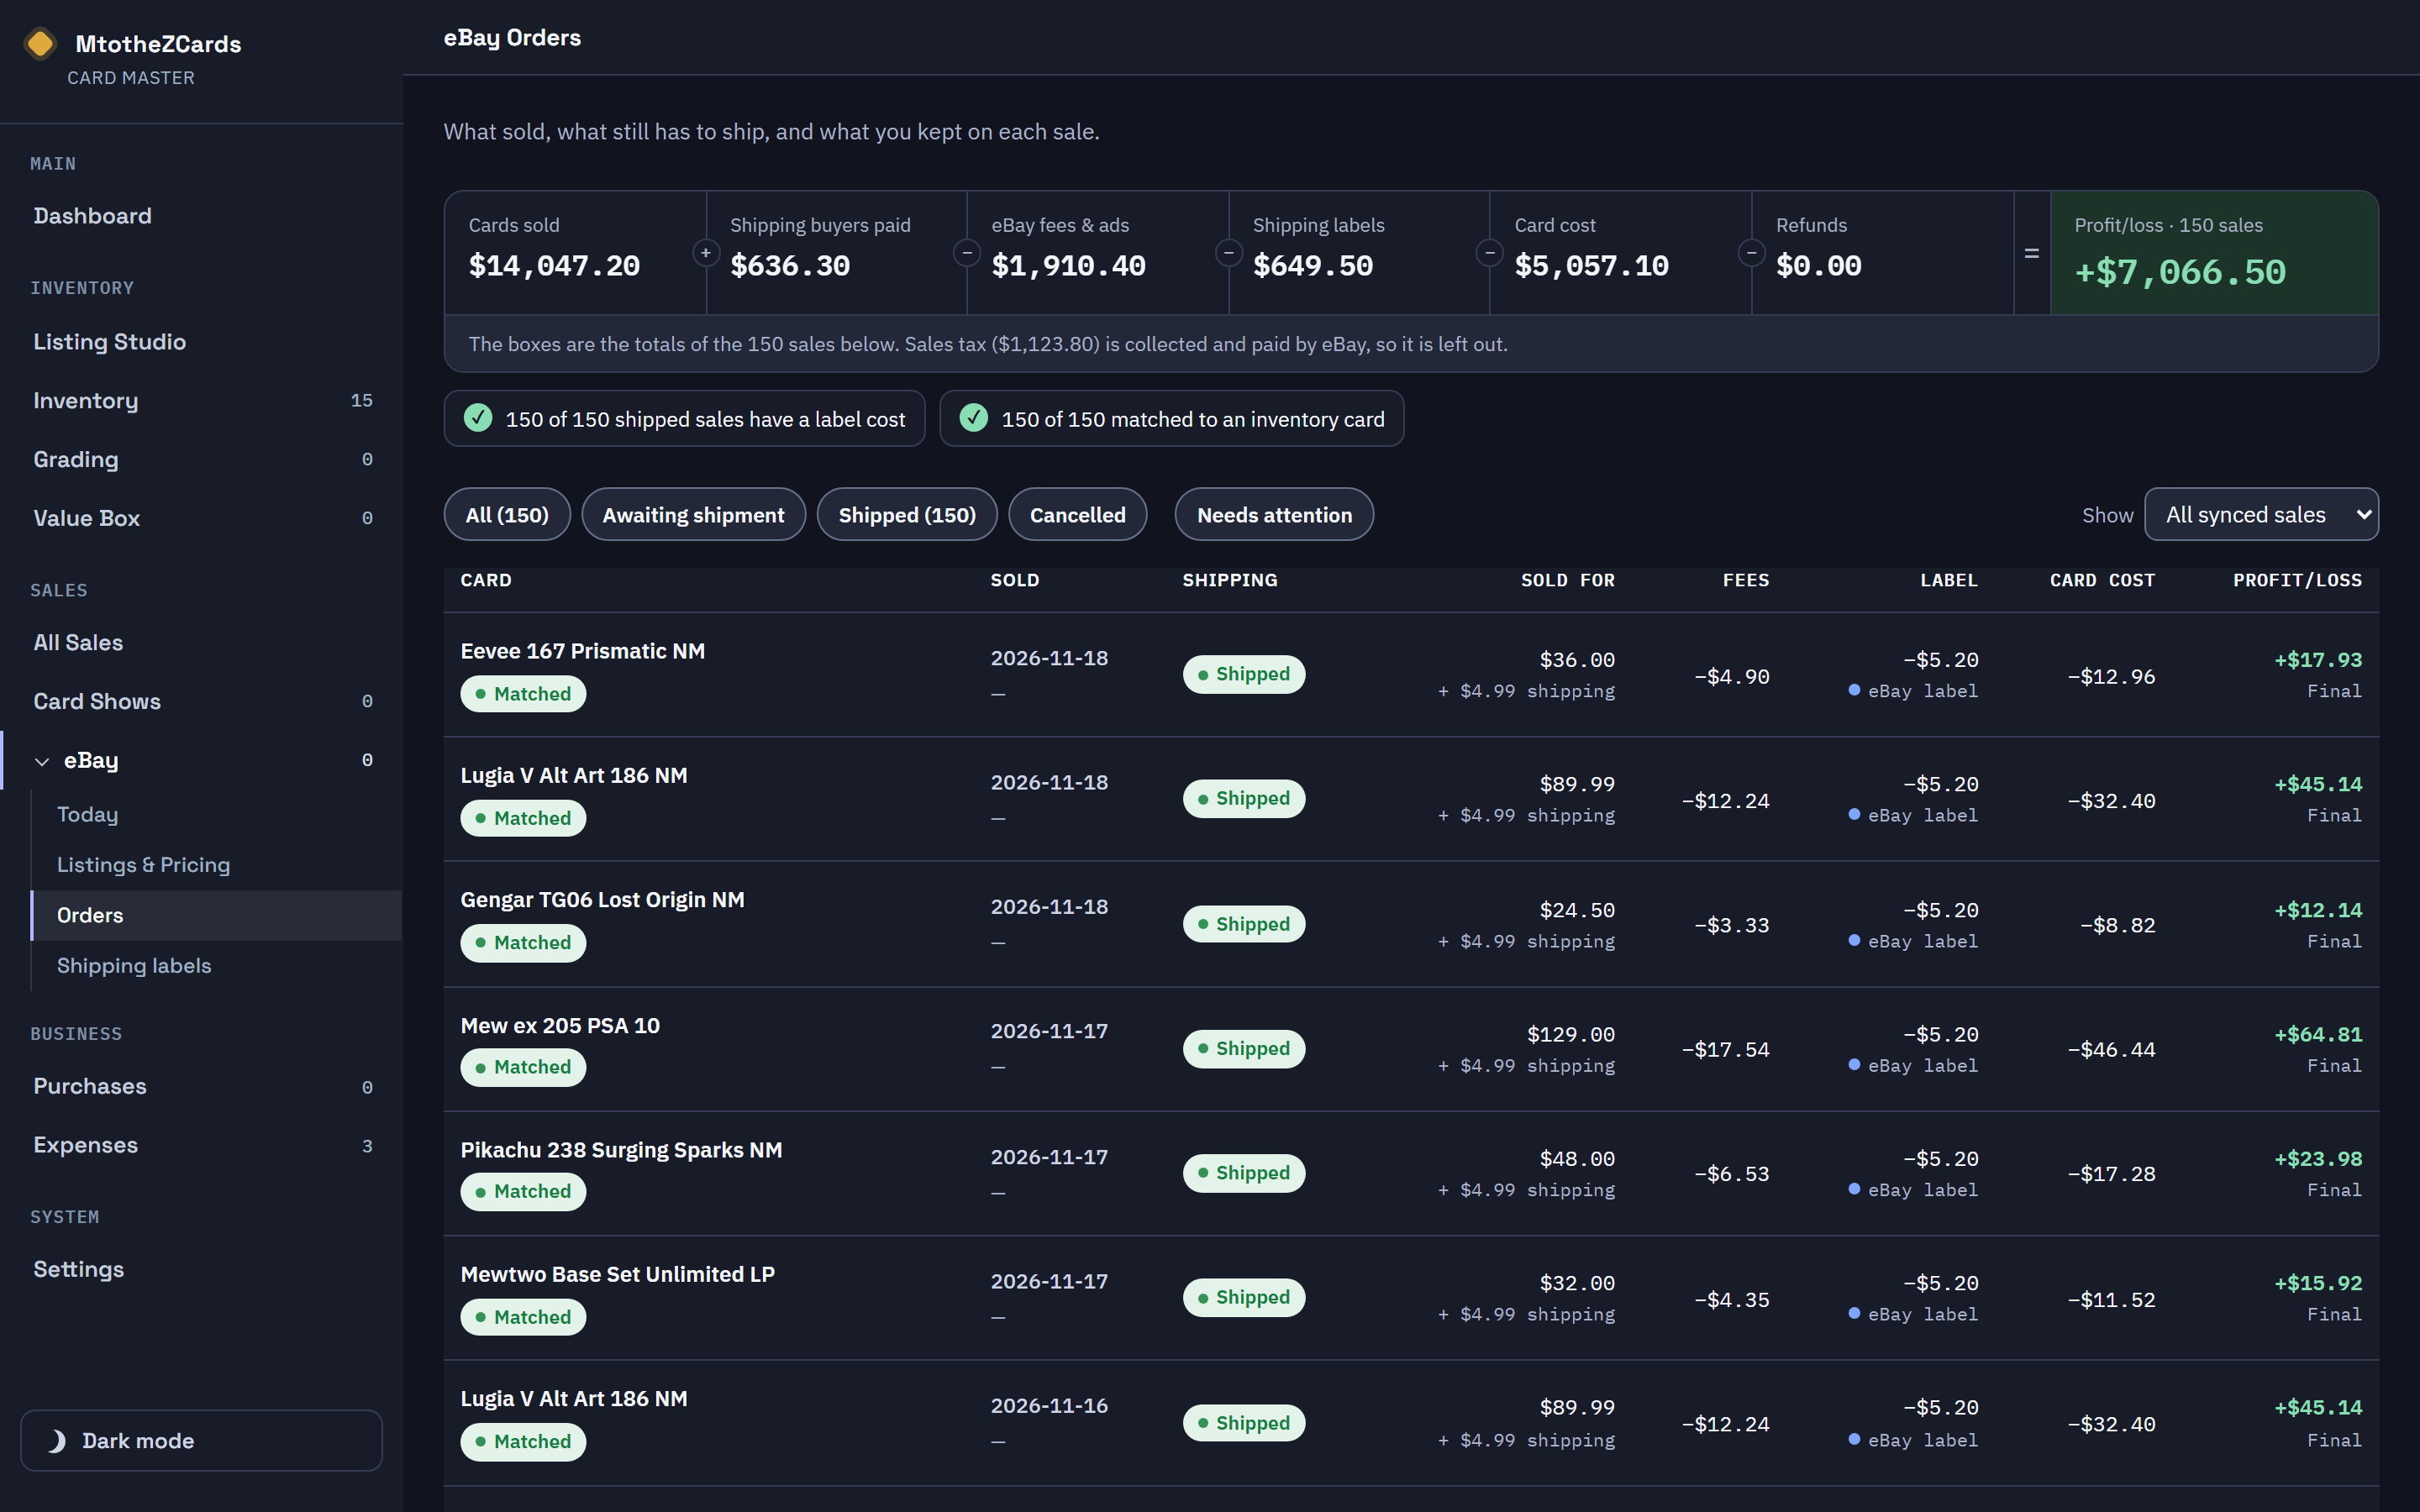 MtotheZCards
CARD MASTER
MAIN
Dashboard
INVENTORY
Listing Studio
Inventory 15
Grading 0
Value Box 0
SALES
All Sales
Card Shows 0
eBay 0
Today
Listings & Pricing
Orders
Shipping labels
BUSINESS
Purchases 0
Expenses 3
SYSTEM
Settings
Dark mode
eBay Orders
What sold, what still has to ship, and what you kept on each sale.
Cards sold
$14,047.20
+
Shipping buyers paid
$636.30
−
eBay fees & ads
$1,910.40
−
Shipping labels
$649.50
−
Card cost
$5,057.10
−
Refunds
$0.00
=
Profit/loss · 150 sales
+$7,066.50
The boxes are the totals of the 150 sales below. Sales tax ($1,123.80) is collected and paid by eBay, so it is left out.
✓ 150 of 150 shipped sales have a label cost
✓ 150 of 150 matched to an inventory card
All (150) Awaiting shipment Shipped (150) Cancelled Needs attention Show All synced sales
CARD SOLD SHIPPING SOLD FOR FEES LABEL CARD COST PROFIT/LOSS
Eevee 167 Prismatic NM 2026-11-18 Shipped $36.00 −$4.90 −$5.20 −$12.96 +$17.93
Matched — + $4.99 shipping eBay label Final
Lugia V Alt Art 186 NM 2026-11-18 Shipped $89.99 −$12.24 −$5.20 −$32.40 +$45.14
Matched — + $4.99 shipping eBay label Final
Gengar TG06 Lost Origin NM 2026-11-18 Shipped $24.50 −$3.33 −$5.20 −$8.82 +$12.14
Matched — + $4.99 shipping eBay label Final
Mew ex 205 PSA 10 2026-11-17 Shipped $129.00 −$17.54 −$5.20 −$46.44 +$64.81
Matched — + $4.99 shipping eBay label Final
Pikachu 238 Surging Sparks NM 2026-11-17 Shipped $48.00 −$6.53 −$5.20 −$17.28 +$23.98
Matched — + $4.99 shipping eBay label Final
Mewtwo Base Set Unlimited LP 2026-11-17 Shipped $32.00 −$4.35 −$5.20 −$11.52 +$15.92
Matched — + $4.99 shipping eBay label Final
Lugia V Alt Art 186 NM 2026-11-16 Shipped $89.99 −$12.24 −$5.20 −$32.40 +$45.14
Matched — + $4.99 shipping eBay label Final